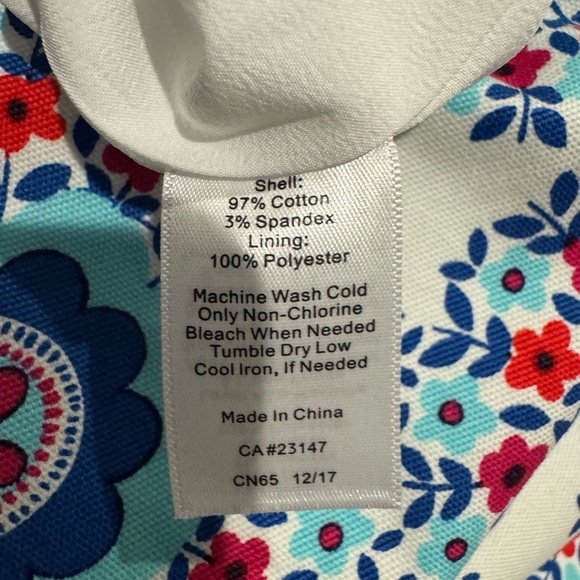 Shell:
97% Cotton
3% Spandex
Lining:
100% Polyester
Machine Wash Cold
Only Non-Chlorine
Bleach When Needed
Tumble Dry Low
Cool Iron, If Needed
Made In China
CA#23147
CN65 12/17